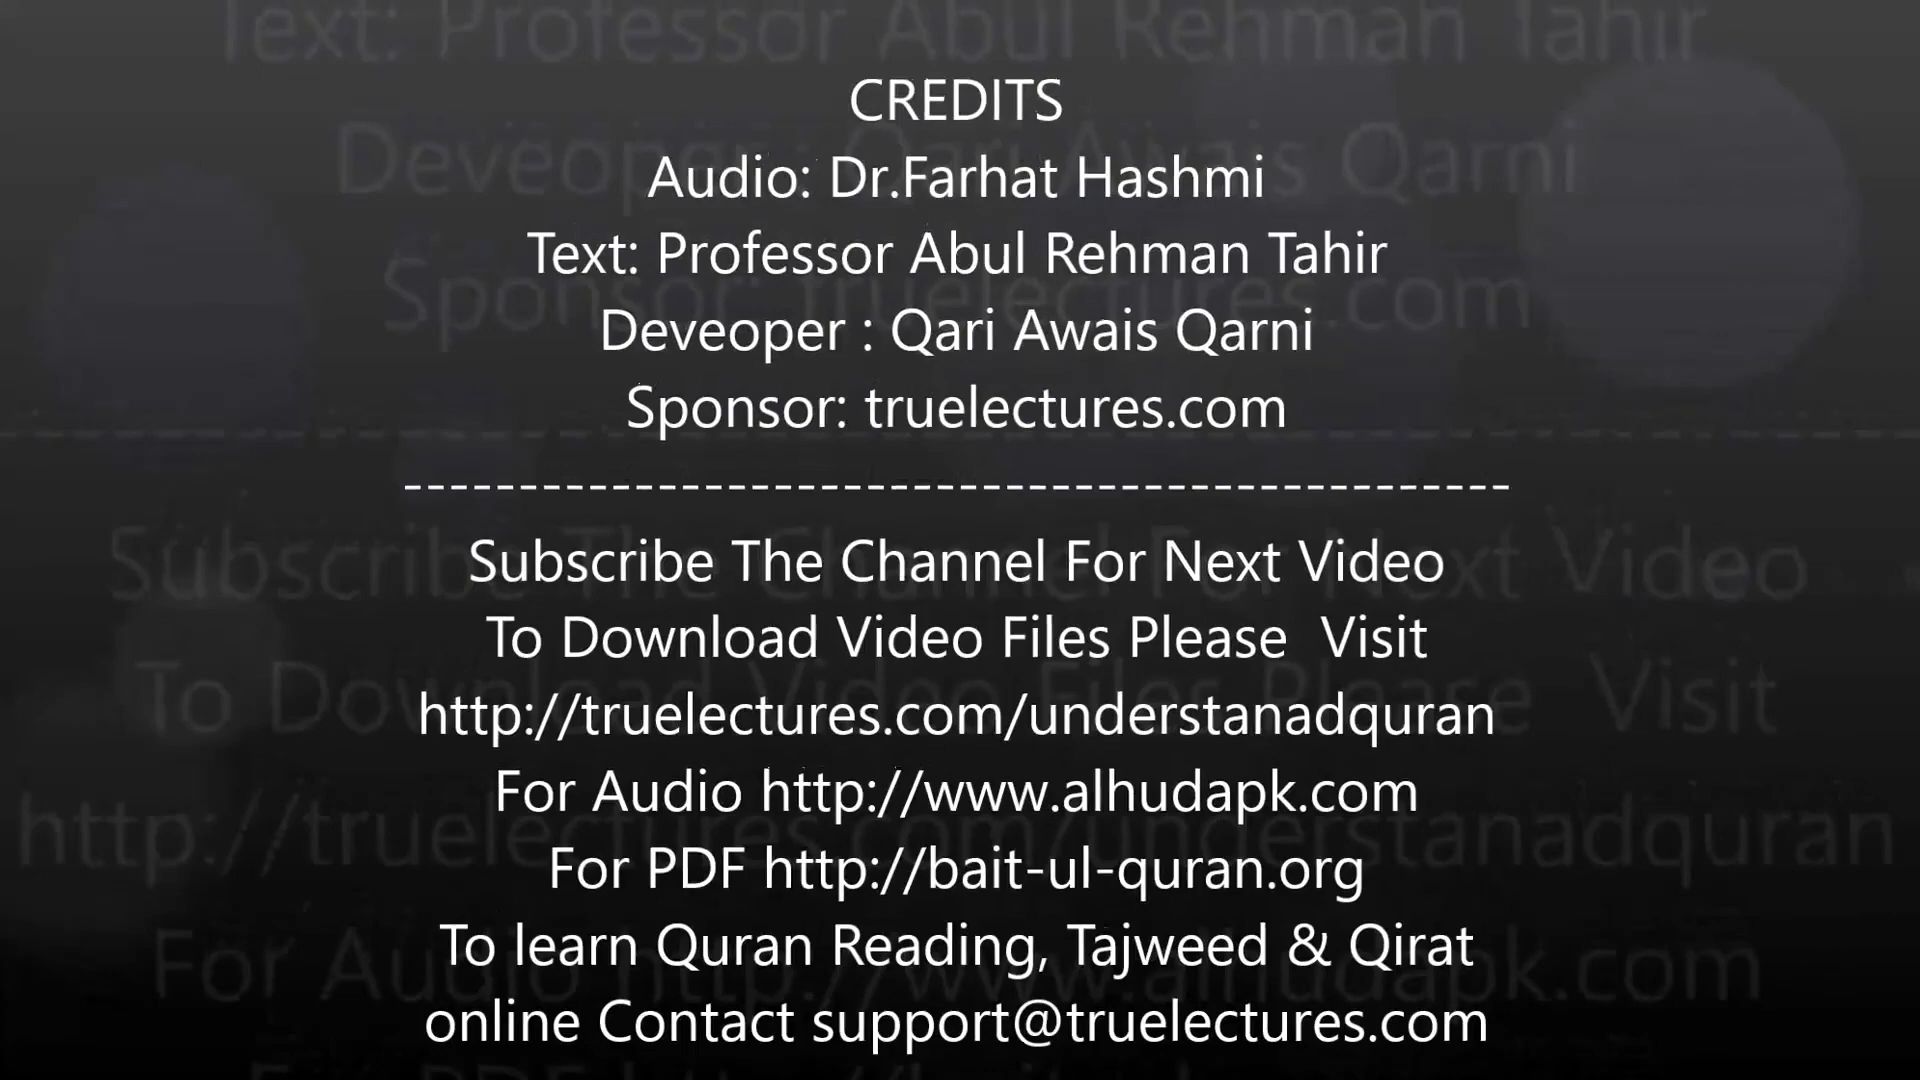 CREDITS
Audio: Dr.Farhat Hashmi
Text: Professor Abul Rehman Tahir
Deveoper : Qari Awais Qarni
Sponsor: truelectures.com
------------------------------------------------
Subscribe The Channel For Next Video
To Download Video Files Please  Visit
http://truelectures.com/understanadquran
For Audio http://www.alhudapk.com
For PDF http://bait-ul-quran.org
To learn Quran Reading, Tajweed & Qirat
online Contact support@truelectures.com